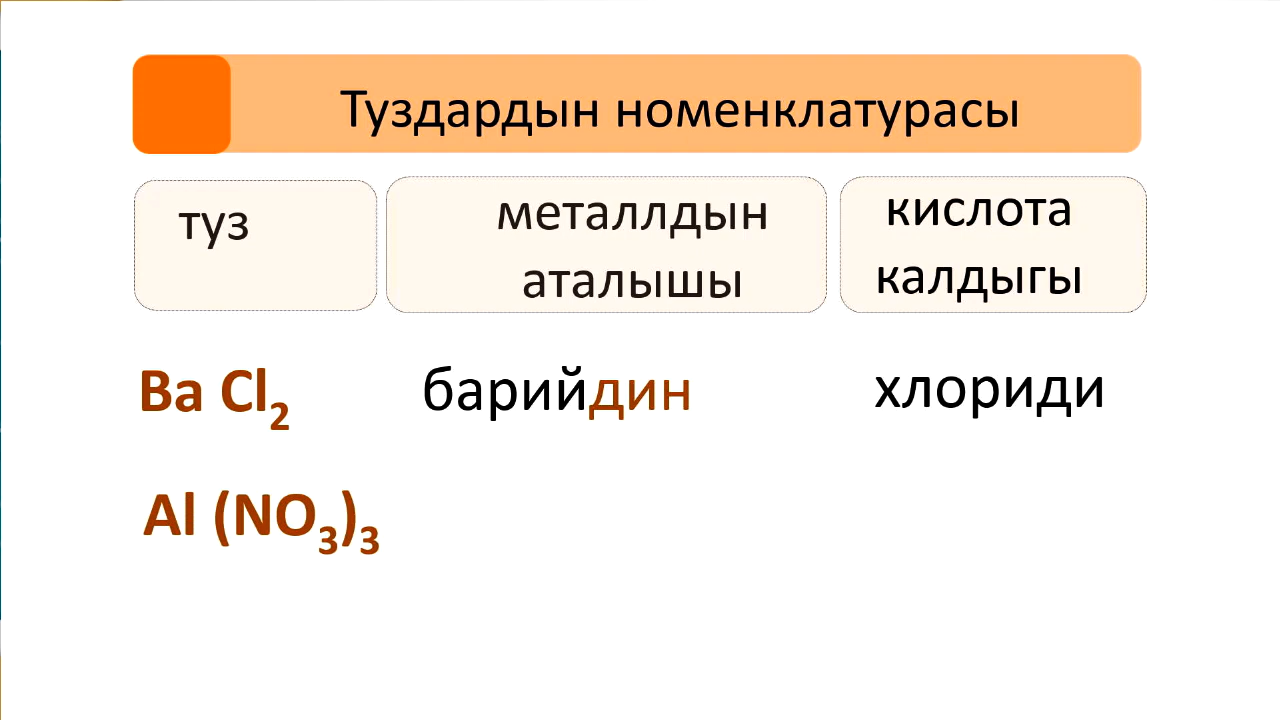 Туздардын номенклатурасы
туз
металлдын
аталышы
кислота
калдыгы
Ba Cl₂ барийдин хлориди
Al (NO₃)₃